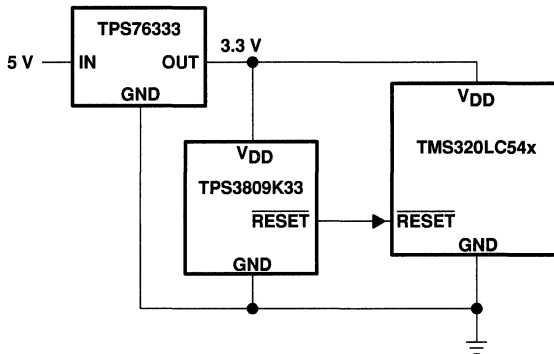 TPS76333
5 V
IN
OUT
3.3 V
GND
VDD
TMS320LC54x
VDD
TPS3809K33
RESET
RESET
GND
GND